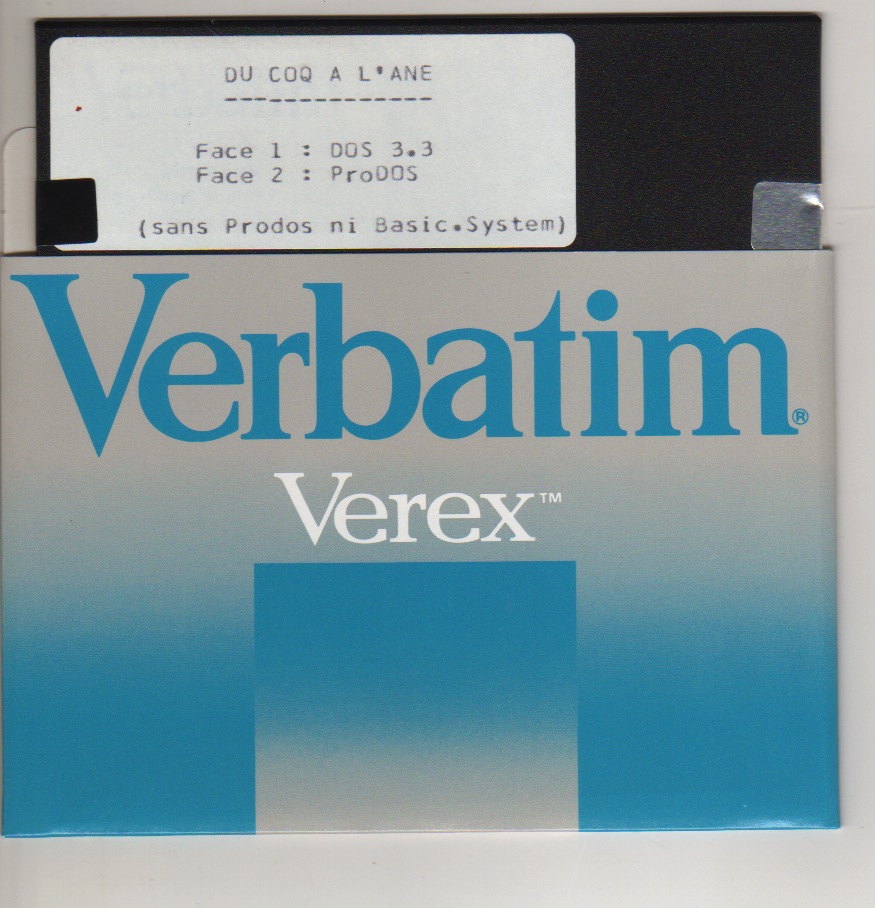 DU COQ A L'ANE
--------------
Face 1 : DOS 3.3
Face 2 : ProDOS
(sans Prodos ni Basic.System)
Verbatim®
Verex™